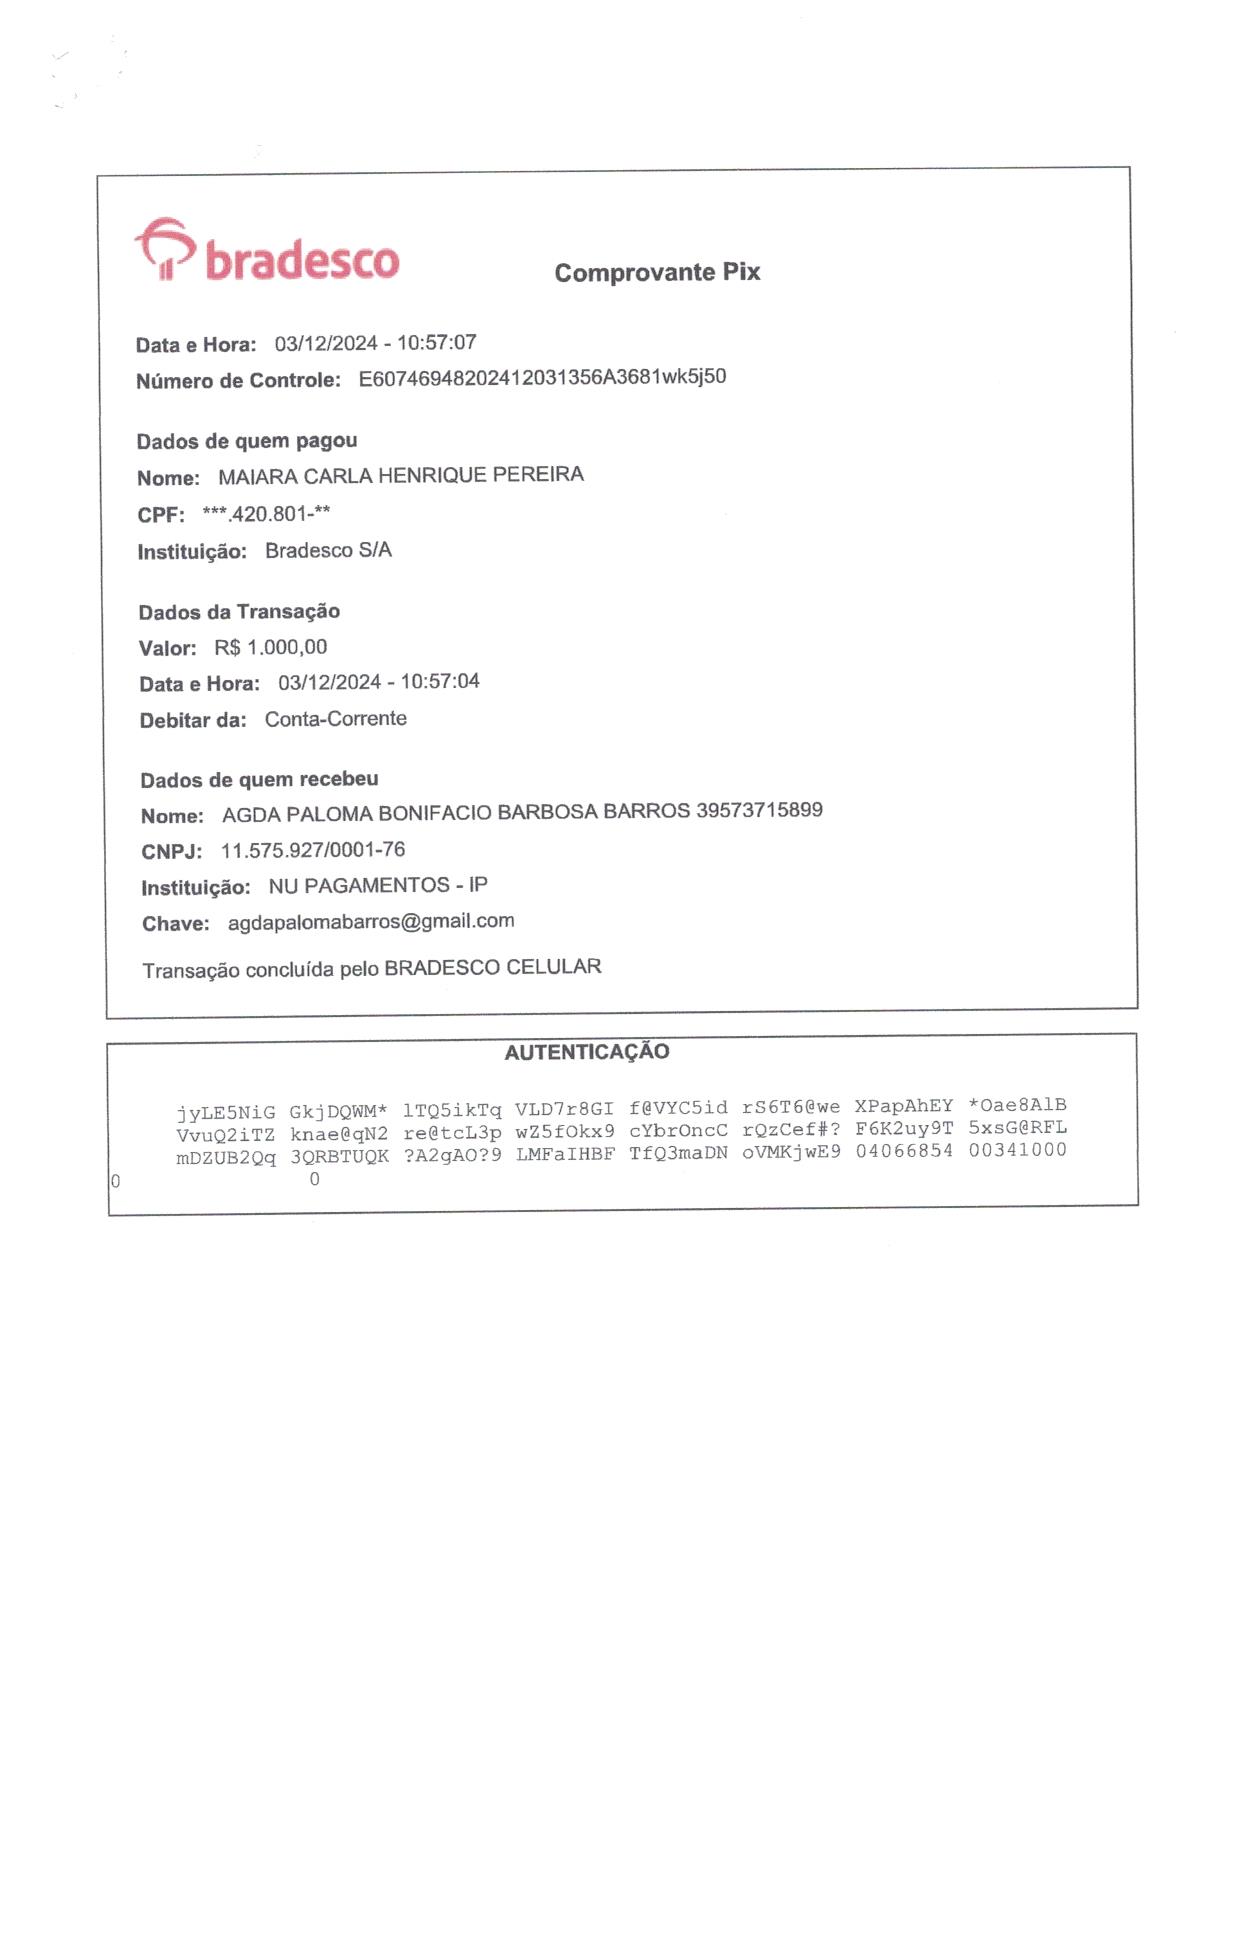 bradesco
Comprovante Pix
Data e Hora: 03/12/2024 - 10:57:07
Número de Controle: E60746948202412031356A3681wk5j50
Dados de quem pagou
Nome: MAIARA CARLA HENRIQUE PEREIRA
CPF: ***.420.801-**
Instituição: Bradesco S/A
Dados da Transação
Valor: R$ 1.000,00
Data e Hora: 03/12/2024 - 10:57:04
Debitar da: Conta-Corrente
Dados de quem recebeu
Nome: AGDA PALOMA BONIFACIO BARBOSA BARROS 39573715899
CNPJ: 11.575.927/0001-76
Instituição: NU PAGAMENTOS - IP
Chave: agdapalomabarros@gmail.com
Transação concluída pelo BRADESCO CELULAR
AUTENTICAÇÃO
jyLE5NiG GkjDQWM* lTQ5ikTq VLD7r8GI f@VYC5id rS6T6@we XPapAhEY *Oae8AlB
VvuQ2iTZ knae@qN2 re@tcL3p wZ5fOkx9 cYbrOncC rQzCef#? F6K2uy9T 5xsG@RFL
mDZUB2Qq 3QRBTUQK ?A2gAO?9 LMFaIHBF TfQ3maDN oVMKjwE9 04066854 00341000
0 0